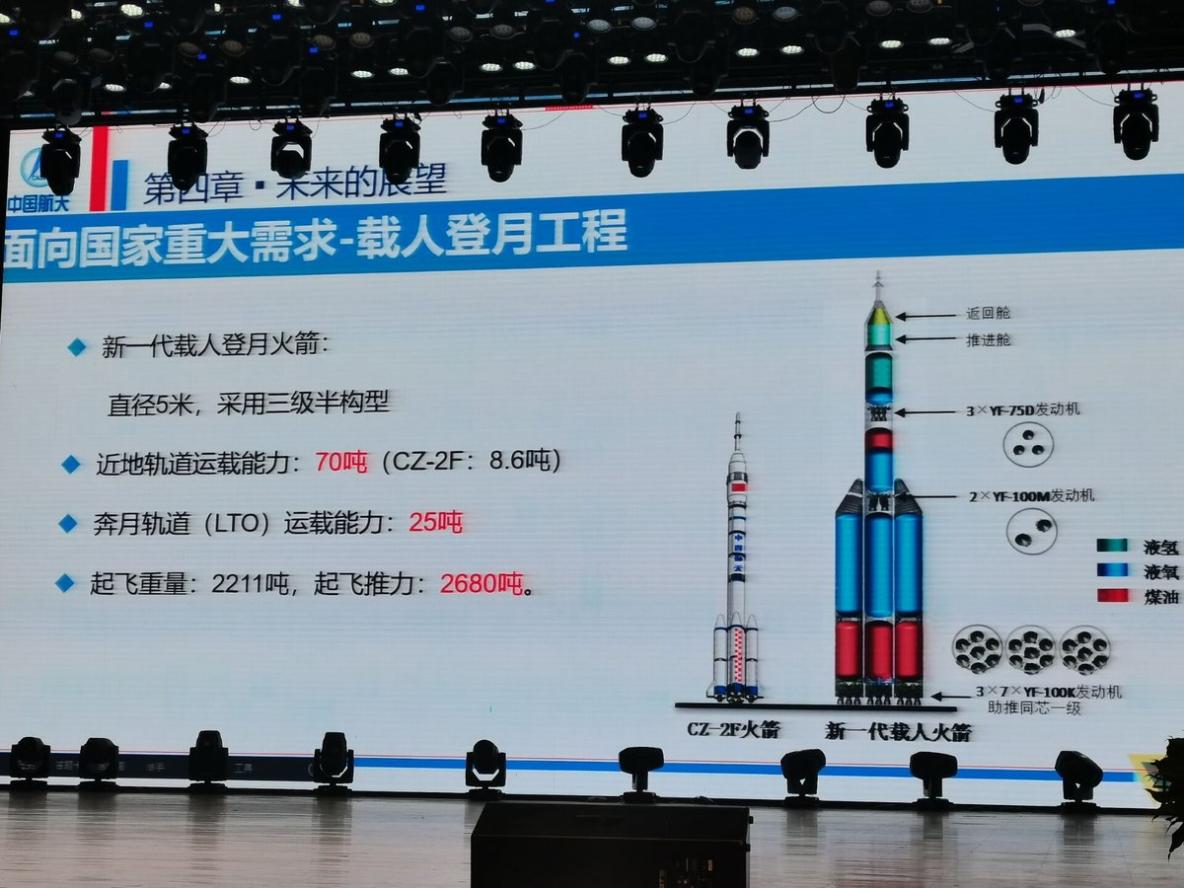 中国航天
第四章·未来的展望
面向国家重大需求-载人登月工程
新一代载人登月火箭：
直径5米，采用三级半构型
近地轨道运载能力：70吨（CZ-2F：8.6吨）
奔月轨道（LTO）运载能力：25吨
起飞重量：2211吨，起飞推力：2680吨。
返回舱
推进舱
3×YF-75D发动机
2×YF-100M发动机
液氢
液氧
煤油
3×7×YF-100K发动机
助推同芯一级
中国航天
CZ-2F火箭
新一代载人火箭
工具